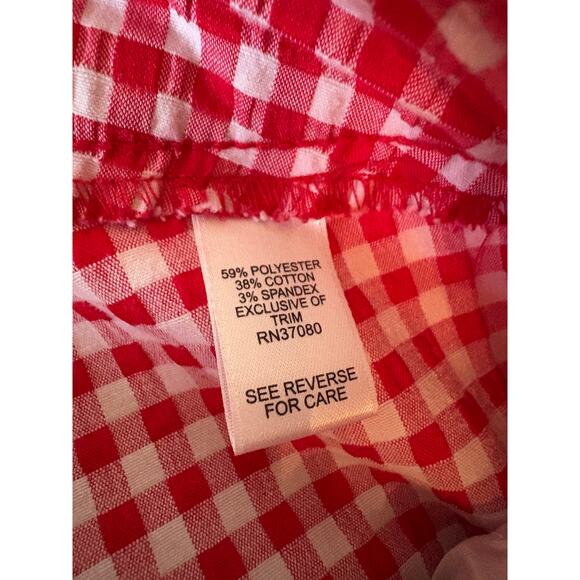 59% POLYESTER
38% COTTON
3% SPANDEX
EXCLUSIVE OF
TRIM
RN37080
SEE REVERSE
FOR CARE